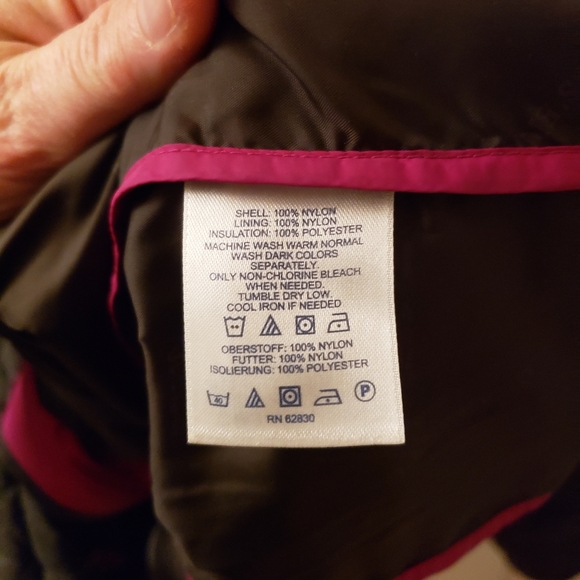 SHELL: 100% NYLON
LINING: 100% NYLON
INSULATION: 100% POLYESTER
MACHINE WASH WARM NORMAL
WASH DARK COLORS
SEPARATELY.
ONLY NON-CHLORINE BLEACH
WHEN NEEDED.
TUMBLE DRY LOW.
COOL IRON IF NEEDED
OBERSTOFF: 100% NYLON
FUTTER: 100% NYLON
ISOLIERUNG: 100% POLYESTER
40 P
RN 62830